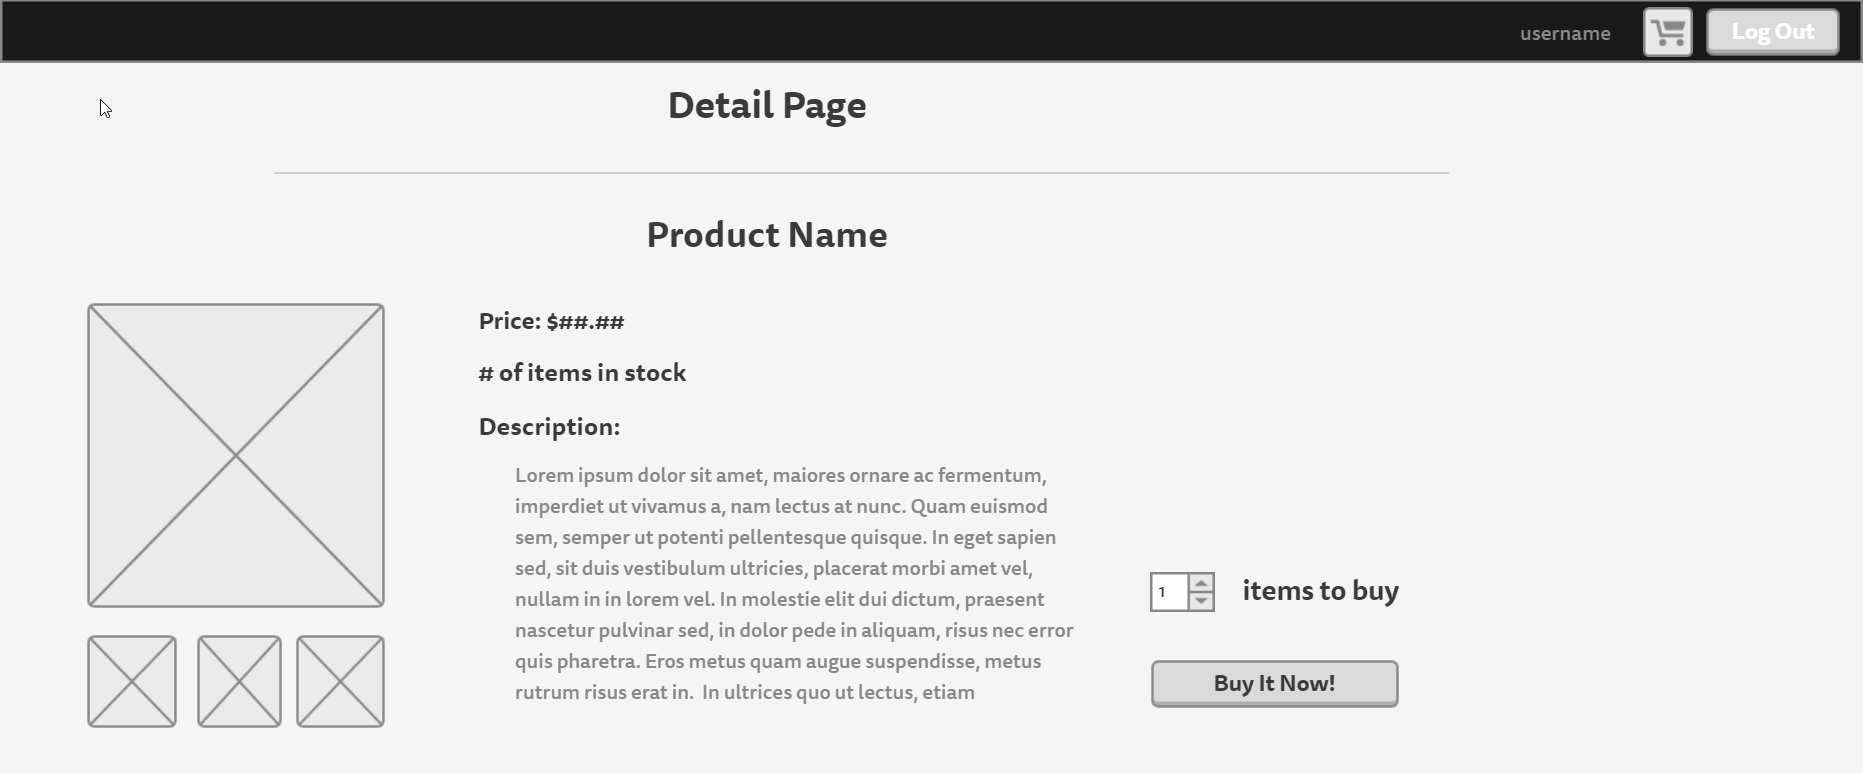 username
Log Out
Detail Page
Product Name
Price: $##.##
# of items in stock
Description:
Lorem ipsum dolor sit amet, maiores ornare ac fermentum,
imperdiet ut vivamus a, nam lectus at nunc. Quam euismod
sem, semper ut potenti pellentesque quisque. In eget sapien
sed, sit duis vestibulum ultricies, placerat morbi amet vel,
nullam in in lorem vel. In molestie elit dui dictum, praesent
nascetur pulvinar sed, in dolor pede in aliquam, risus nec error
quis pharetra. Eros metus quam augue suspendisse, metus
rutrum risus erat in.  In ultrices quo ut lectus, etiam
1
items to buy
Buy It Now!